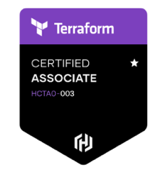 Terraform
CERTIFIED
ASSOCIATE
HCTA0-003